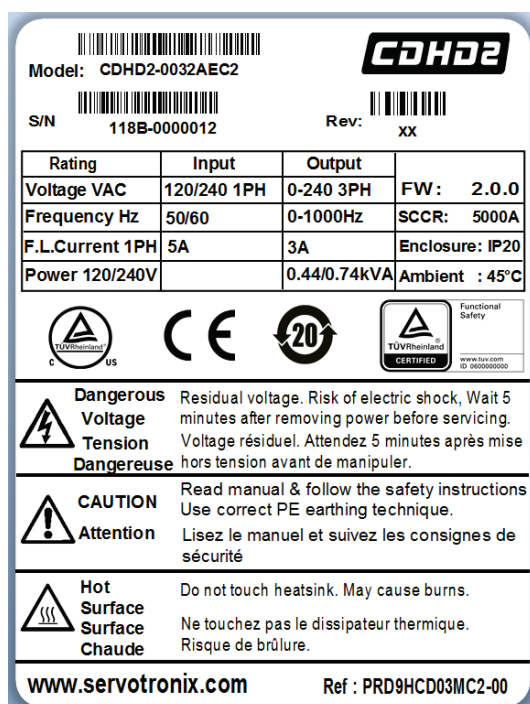 Model: CDHD2-0032AEC2
CDHD2
S/N 118B-0000012
Rev: xx
Rating Input Output
Voltage VAC 120/240 1PH 0-240 3PH FW: 2.0.0
Frequency Hz 50/60 0-1000Hz SCCR: 5000A
F.L.Current 1PH 5A 3A Enclosure: IP20
Power 120/240V 0.44/0.74kVA Ambient : 45°C
TÜVRheinland
C US
CE
20
TÜVRheinland
CERTIFIED
Functional
Safety
www.tuv.com
ID 0600000000
Dangerous
Voltage
Tension
Dangereuse
Residual voltage. Risk of electric shock, Wait 5
minutes after removing power before servicing.
Voltage résiduel. Attendez 5 minutes après mise
hors tension avant de manipuler.
CAUTION
Attention
Read manual & follow the safety instructions
Use correct PE earthing technique.
Lisez le manuel et suivez les consignes de
sécurité
Hot
Surface
Surface
Chaude
Do not touch heatsink. May cause burns.
Ne touchez pas le dissipateur thermique.
Risque de brûlure.
www.servotronix.com Ref : PRD9HCD03MC2-00